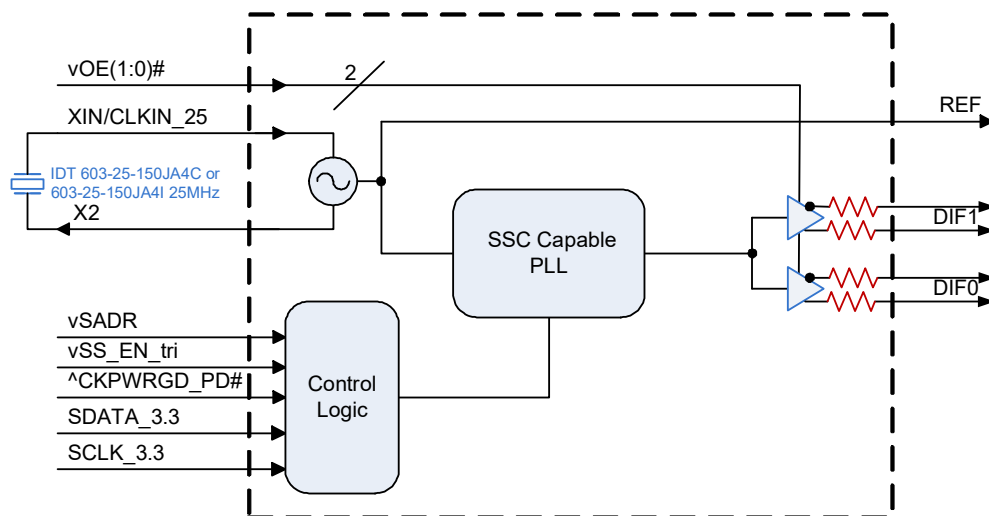 vOE(1:0)#
2
REF
XIN/CLKIN_25
IDT 603-25-150JA4C or
603-25-150JA4I 25MHz
X2
SSC Capable
PLL
DIF1
DIF0
vSADR
vSS_EN_tri
^CKPWRGD_PD#
SDATA_3.3
SCLK_3.3
Control
Logic